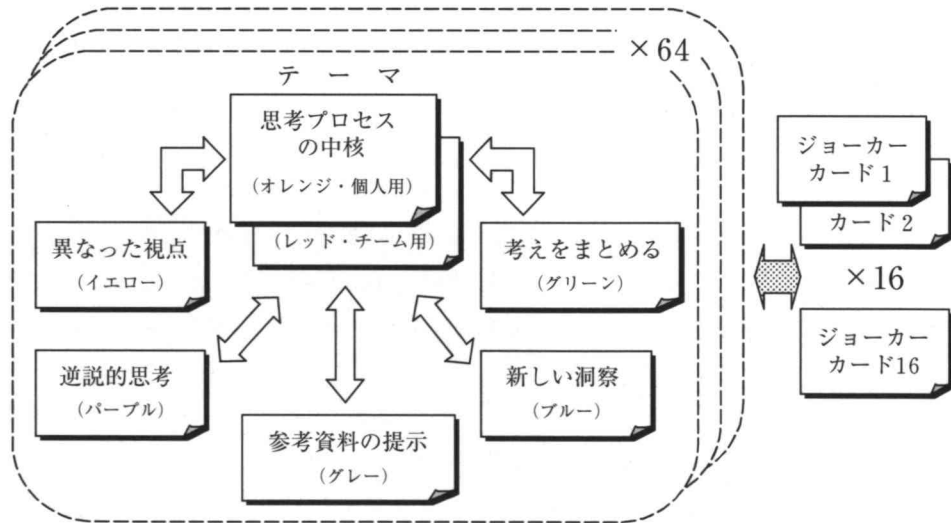 ×64
テーマ
思考プロセス
の中核
（オレンジ・個人用）
（レッド・チーム用）
異なった視点
（イエロー）
考えをまとめる
（グリーン）
逆説的思考
（パープル）
新しい洞察
（ブルー）
参考資料の提示
（グレー）
ジョーカー
カード1
カード2
×16
ジョーカー
カード16